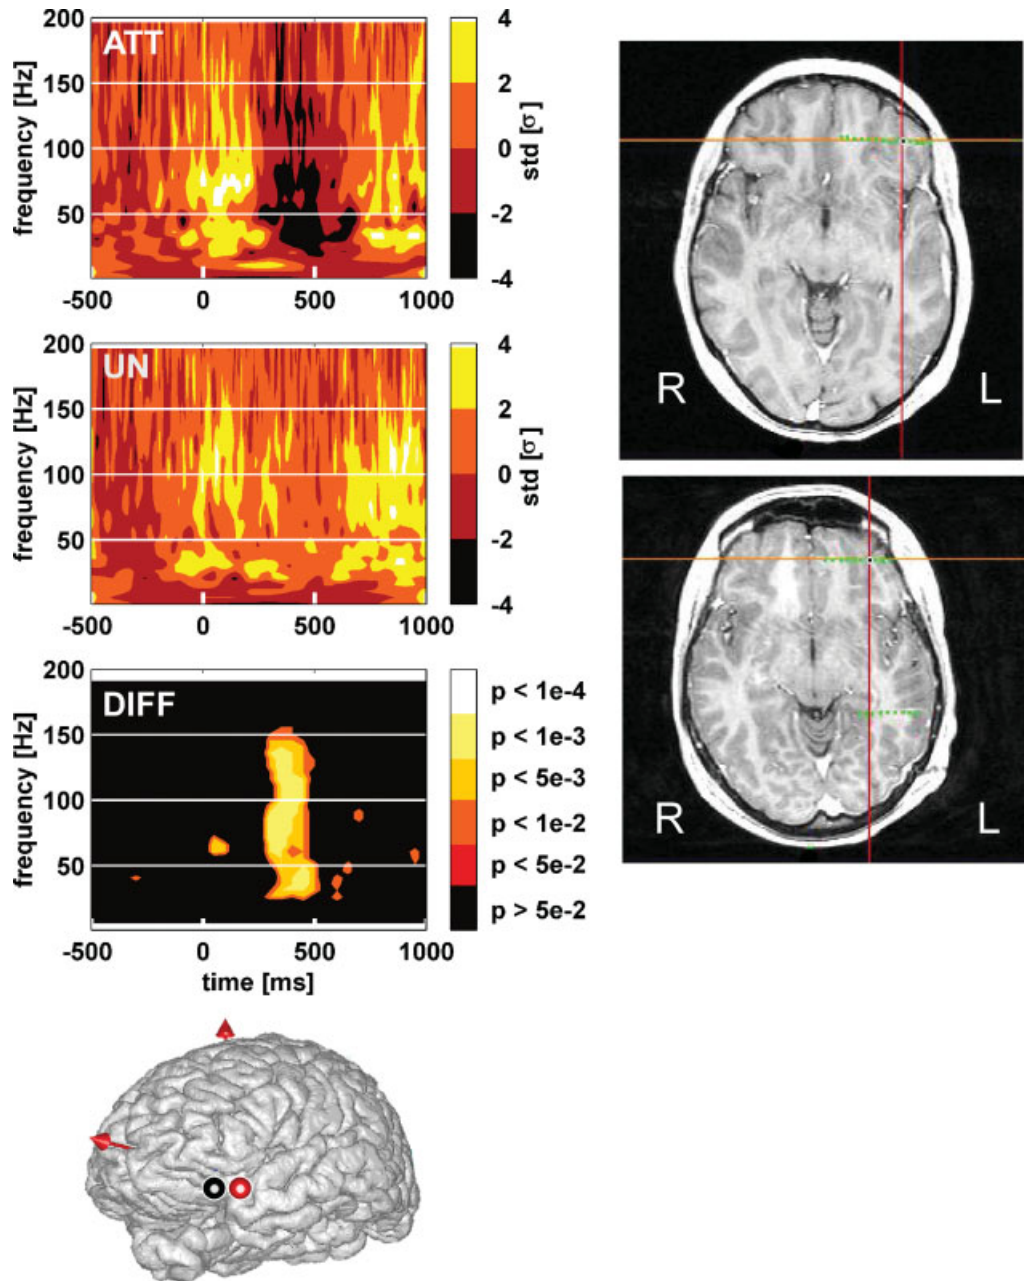 ATT
frequency [Hz]
200
150
100
50
-500
0
500
1000
4
2
0
-2
-4
std [σ]
UN
frequency [Hz]
200
150
100
50
-500
0
500
1000
4
2
0
-2
-4
std [σ]
DIFF
frequency [Hz]
200
150
100
50
-500
0
500
1000
time [ms]
p < 1e-4
p < 1e-3
p < 5e-3
p < 1e-2
p < 5e-2
p > 5e-2
R
L
R
L